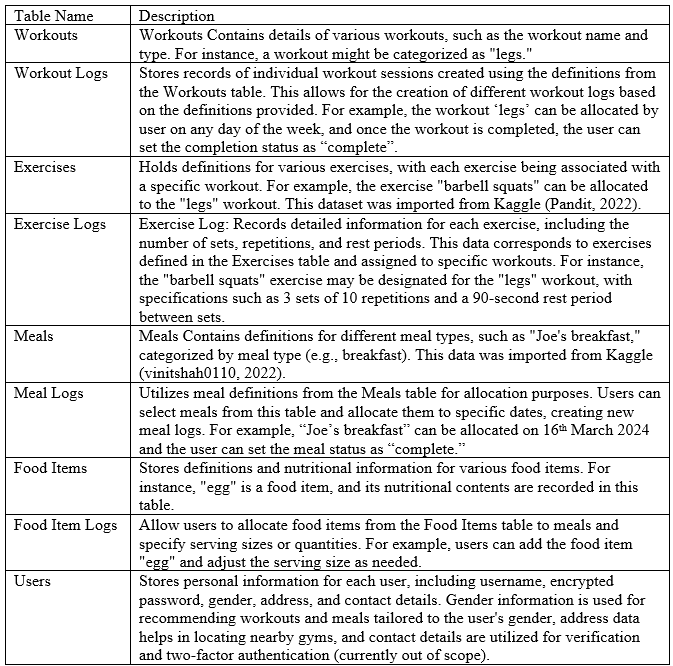 Table Name Description
Workouts Workouts Contains details of various workouts, such as the workout name and
type. For instance, a workout might be categorized as "legs."
Workout Logs Stores records of individual workout sessions created using the definitions from
the Workouts table. This allows for the creation of different workout logs based
on the definitions provided. For example, the workout ‘legs’ can be allocated by
user on any day of the week, and once the workout is completed, the user can
set the completion status as “complete”.
Exercises Holds definitions for various exercises, with each exercise being associated with
a specific workout. For example, the exercise "barbell squats" can be allocated
to the "legs" workout. This dataset was imported from Kaggle (Pandit, 2022).
Exercise Logs Exercise Log: Records detailed information for each exercise, including the
number of sets, repetitions, and rest periods. This data corresponds to exercises
defined in the Exercises table and assigned to specific workouts. For instance,
the "barbell squats" exercise may be designated for the "legs" workout, with
specifications such as 3 sets of 10 repetitions and a 90-second rest period
between sets.
Meals Meals Contains definitions for different meal types, such as "Joe's breakfast,"
categorized by meal type (e.g., breakfast). This data was imported from Kaggle
(vinitshah0110, 2022).
Meal Logs Utilizes meal definitions from the Meals table for allocation purposes. Users can
select meals from this table and allocate them to specific dates, creating new
meal logs. For example, “Joe’s breakfast” can be allocated on 16th March 2024
and the user can set the meal status as “complete.”
Food Items Stores definitions and nutritional information for various food items. For
instance, "egg" is a food item, and its nutritional contents are recorded in this
table.
Food Item Logs Allow users to allocate food items from the Food Items table to meals and
specify serving sizes or quantities. For example, users can add the food item
"egg" and adjust the serving size as needed.
Users Stores personal information for each user, including username, encrypted
password, gender, address, and contact details. Gender information is used for
recommending workouts and meals tailored to the user's gender, address data
helps in locating nearby gyms, and contact details are utilized for verification
and two-factor authentication (currently out of scope).